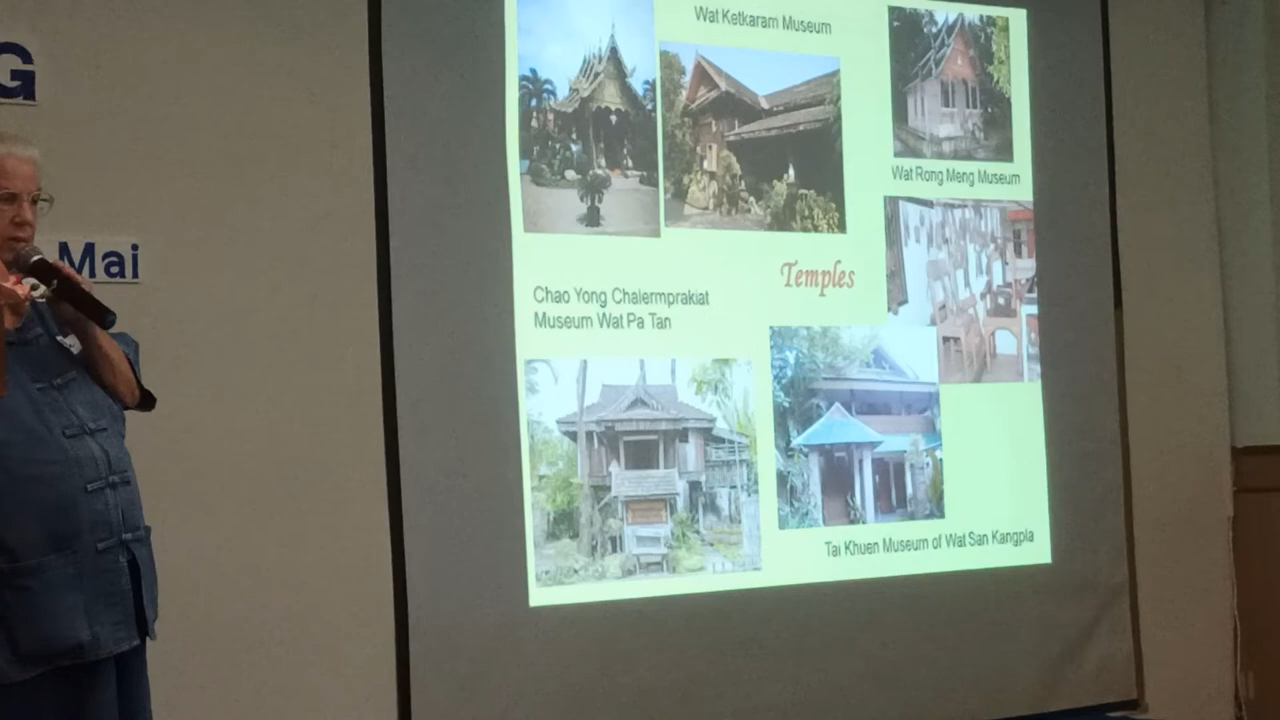 G
Mai
Wat Ketkaram Museum
Wat Rong Meng Museum
Temples
Chao Yong Chalermprakiat
Museum Wat Pa Tan
Tai Khuen Museum of Wat San Kangpla